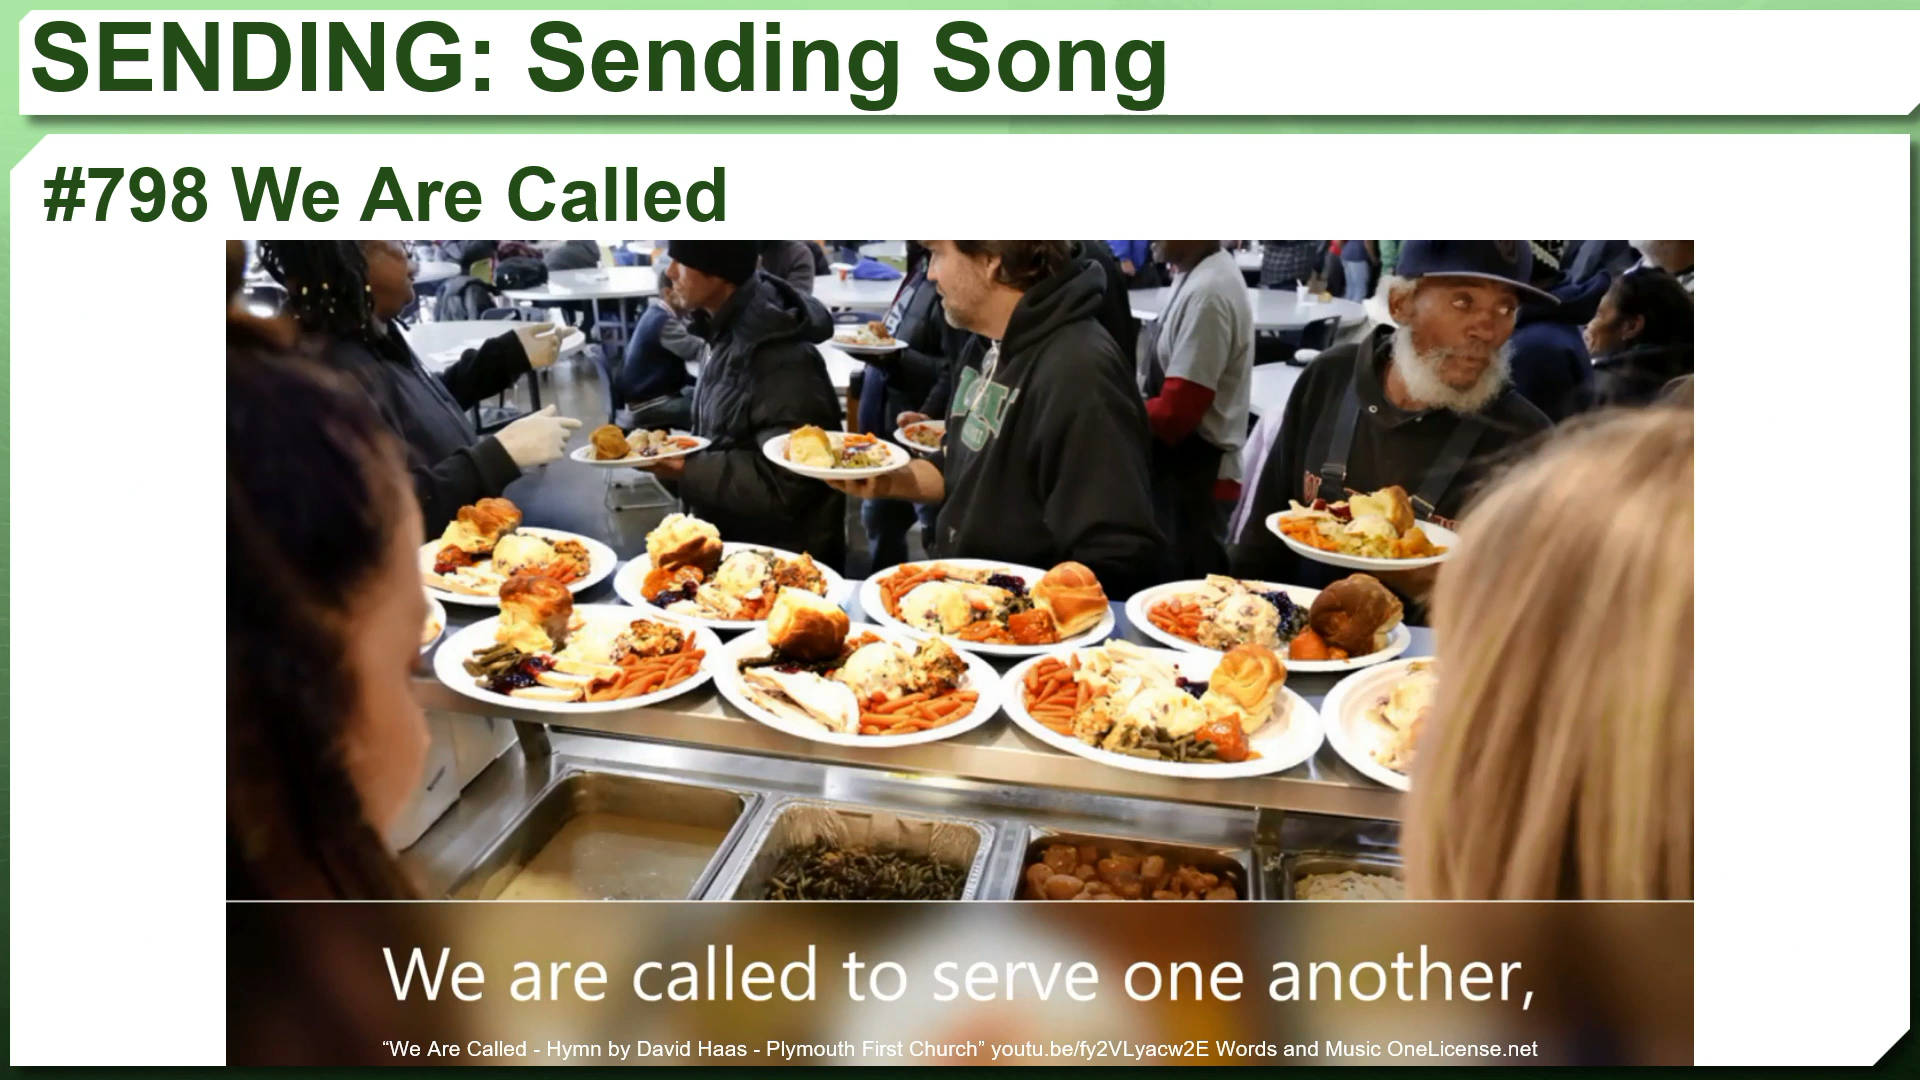 SENDING: Sending Song
#798 We Are Called
We are called to serve one another,
“We Are Called - Hymn by David Haas - Plymouth First Church” youtu.be/fy2VLyacw2E Words and Music OneLicense.net